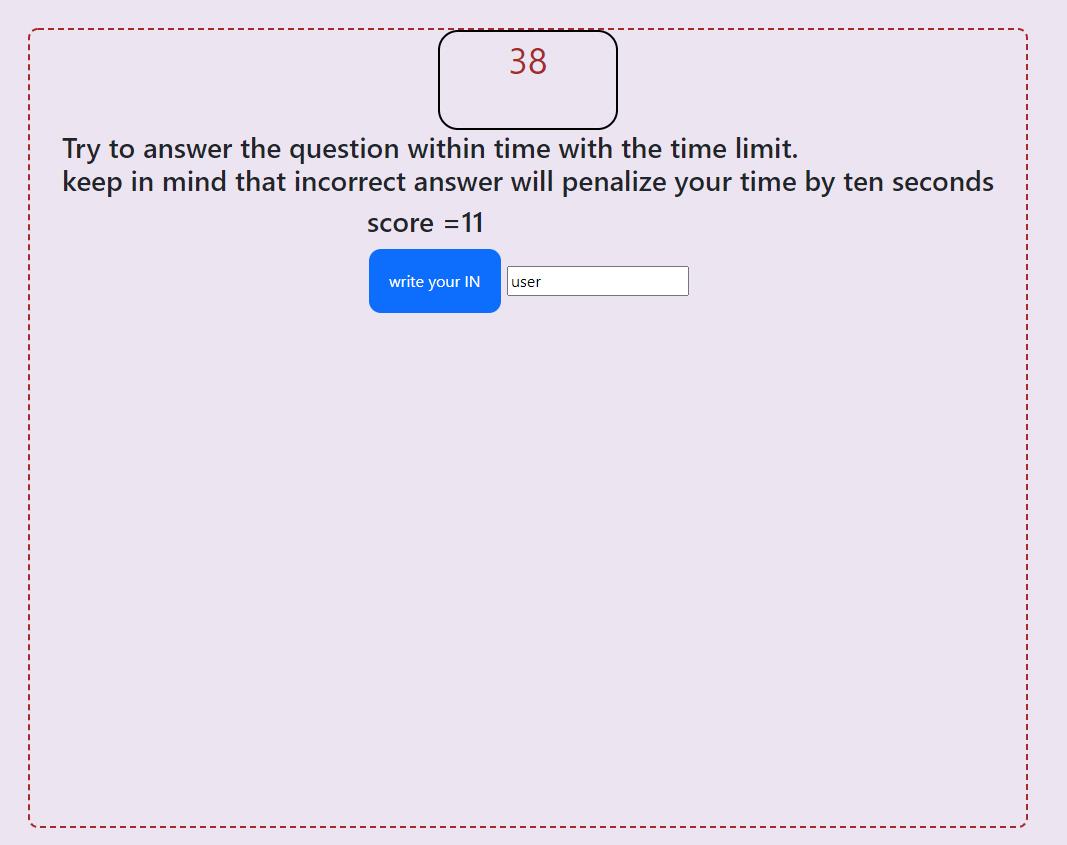 38
Try to answer the question within time with the time limit.
keep in mind that incorrect answer will penalize your time by ten seconds
score =11
write your IN user